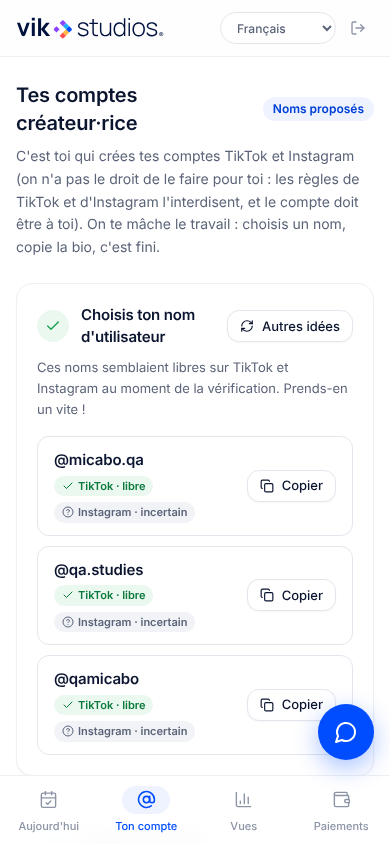 vik studios®
Français
Tes comptes
créateur·rice
Noms proposés
C'est toi qui crées tes comptes TikTok et Instagram
(on n'a pas le droit de le faire pour toi : les règles de
TikTok et d'Instagram l'interdisent, et le compte doit
être à toi). On te mâche le travail : choisis un nom,
copie la bio, c'est fini.
Choisis ton nom
d'utilisateur
Autres idées
Ces noms semblaient libres sur TikTok et
Instagram au moment de la vérification. Prends-en
un vite !
@micabo.qa
TikTok · libre
Instagram · incertain
Copier
@qa.studies
TikTok · libre
Instagram · incertain
Copier
@qamicabo
TikTok · libre
Instagram · incertain
Copier
Aujourd'hui
Ton compte
Vues
Paiements